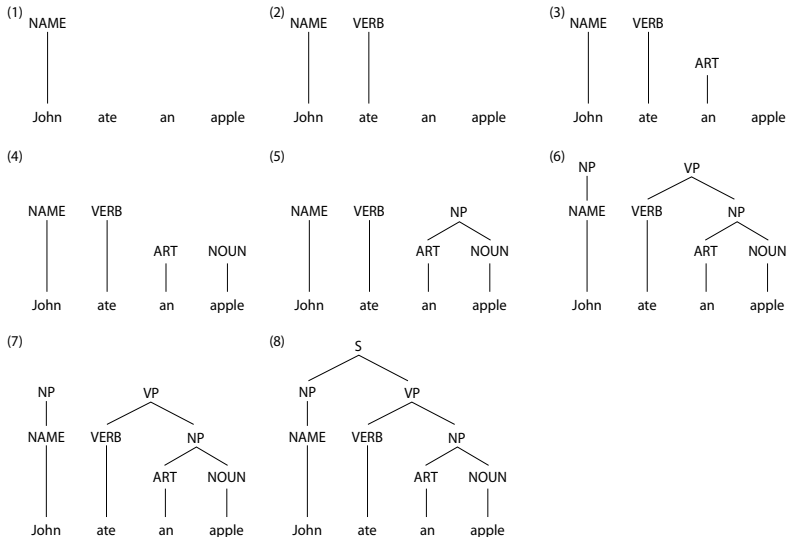 (1) (2) (3)
NAME NAME VERB NAME VERB
ART
John ate an apple John ate an apple John ate an apple
(4) (5) (6)
NP VP
NAME VERB NAME VERB NP NAME VERB NP
ART NOUN ART NOUN ART NOUN
John ate an apple John ate an apple John ate an apple
(7) (8)
S
NP VP NP VP
NAME VERB NP NAME VERB NP
ART NOUN ART NOUN
John ate an apple John ate an apple